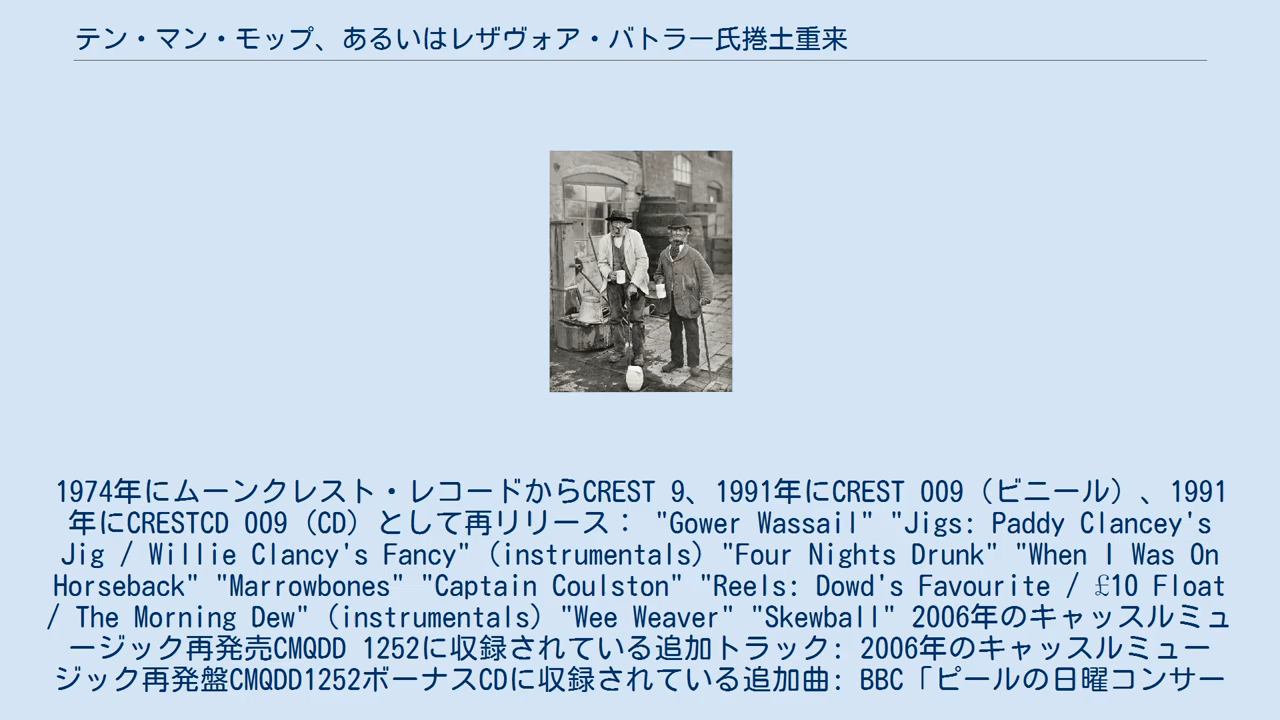 テン・マン・モップ、あるいはレザヴォア・バトラー氏捲土重来
1974年にムーンクレスト・レコードからCREST 9、1991年にCREST 009（ビニール）、1991
年にCRESTCD 009（CD）として再リリース： "Gower Wassail" "Jigs: Paddy Clancey's
Jig / Willie Clancy's Fancy"（instrumentals）"Four Nights Drunk" "When I Was On
Horseback" "Marrowbones" "Captain Coulston" "Reels: Dowd's Favourite / £10 Float
/ The Morning Dew"（instrumentals）"Wee Weaver" "Skewball" 2006年のキャッスルミュ
ージック再発売CMQDD 1252に収録されている追加トラック: 2006年のキャッスルミュー
ジック再発盤CMQDD1252ボーナスCDに収録されている追加曲: BBC「ピールの日曜コンサー